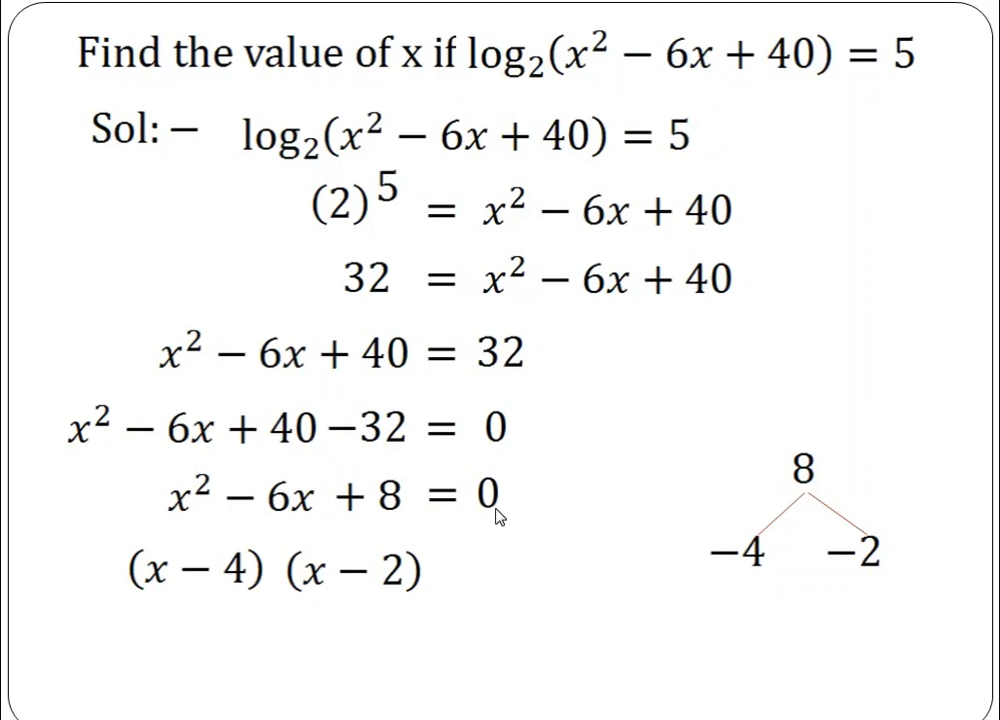 Find the value of x if log₂(x² − 6x + 40) = 5
Sol: − log₂(x² − 6x + 40) = 5
(2)⁵ = x² − 6x + 40
32 = x² − 6x + 40
x² − 6x + 40 = 32
x² − 6x + 40 −32 = 0
x² − 6x + 8 = 0
(x − 4) (x − 2)
8
−4 −2